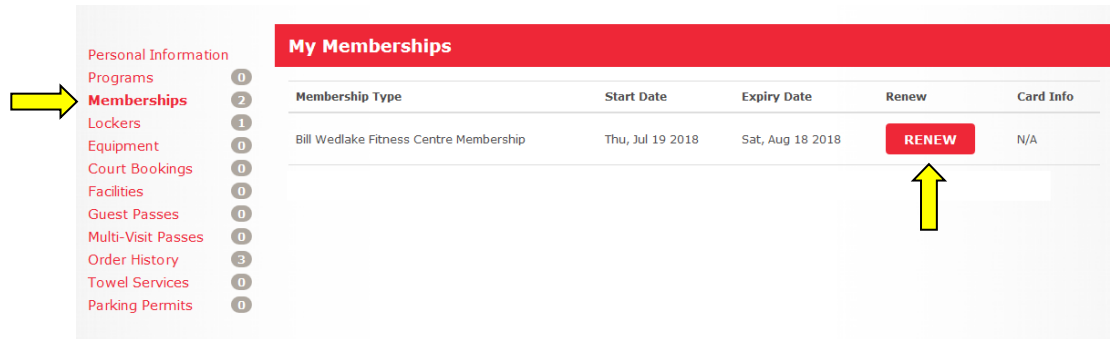 Personal Information
Programs 0
Memberships 2
Lockers 1
Equipment 0
Court Bookings 0
Facilities 0
Guest Passes 0
Multi-Visit Passes 0
Order History 3
Towel Services 0
Parking Permits 0
My Memberships
Membership Type Start Date Expiry Date Renew Card Info
Bill Wedlake Fitness Centre Membership Thu, Jul 19 2018 Sat, Aug 18 2018 RENEW N/A